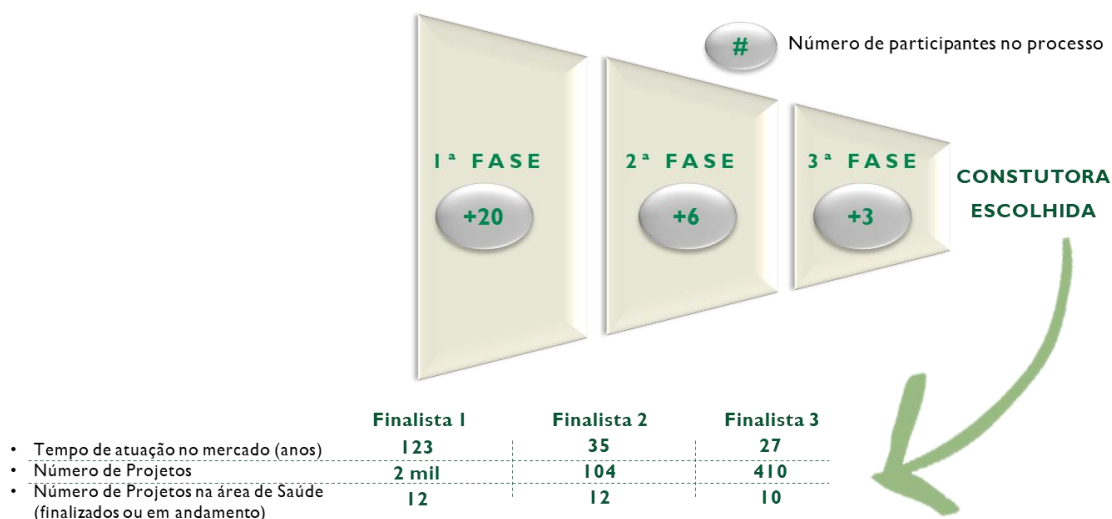 # Número de participantes no processo
1ª FASE 2ª FASE 3ª FASE
+20 +6 +3
CONSTUTORA
ESCOLHIDA
Finalista 1 Finalista 2 Finalista 3
• Tempo de atuação no mercado (anos) 123 35 27
• Número de Projetos 2 mil 104 410
• Número de Projetos na área de Saúde 12 12 10
(finalizados ou em andamento)